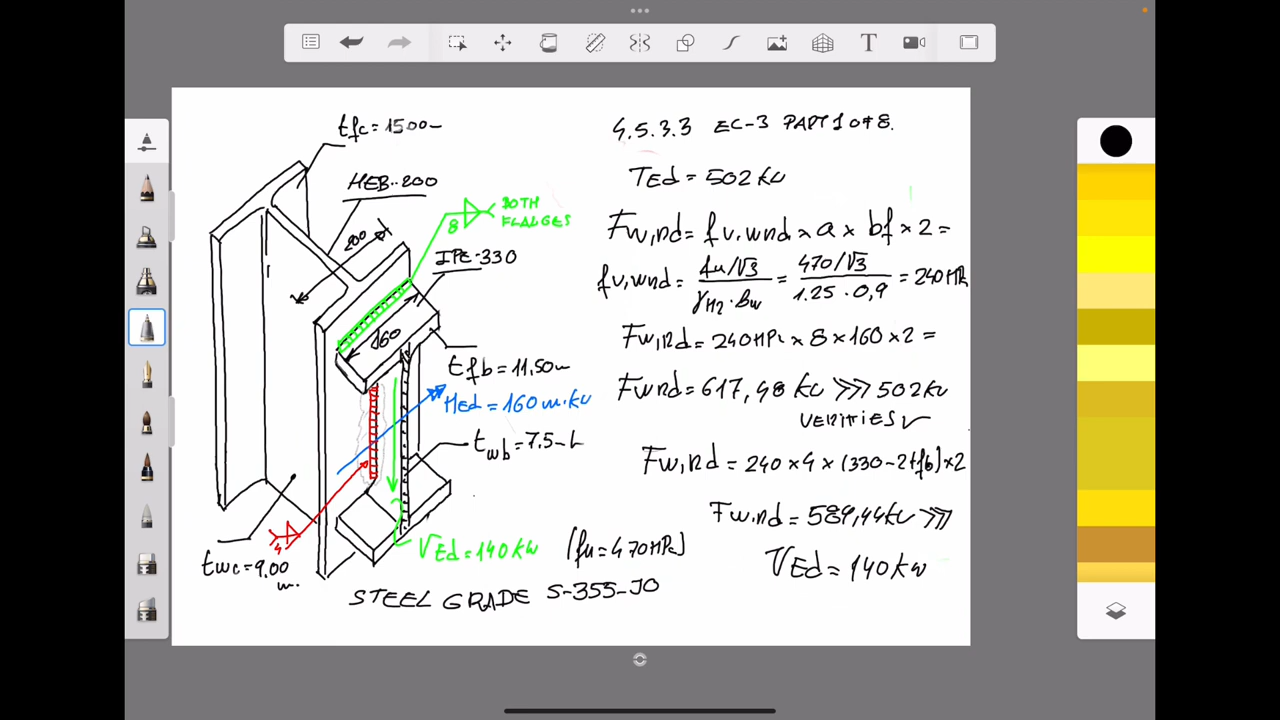 tfc = 15.00 m
HEB-200
200
8 BOTH FLANGES
IPE-330
160
tfb = 11.50 m
MEd = 160 m.kN
twb = 7.5
4
twc = 9.00 m.
VEd = 140 kN
(fu = 470 MPa)
STEEL GRADE S-355-JO
4.5.3.3 EC-3 PART 1 OF 8.
TEd = 502 kN
Fw,Rd = fv.wRd × a × bf × 2 =
fv,wRd = fu/√3 / γM2 · βw = 470/√3 / 1.25 · 0,9 = 240 MPa
Fw,Rd = 240 MPa × 8 × 160 × 2 =
FwRd = 617,48 kN >>> 502 kN
VERIFIES ✓
Fw,Rd = 240 × 4 × (330 - 2tfb) × 2
Fw,Rd = 589,44 kN >>>
VEd = 140 kN
T